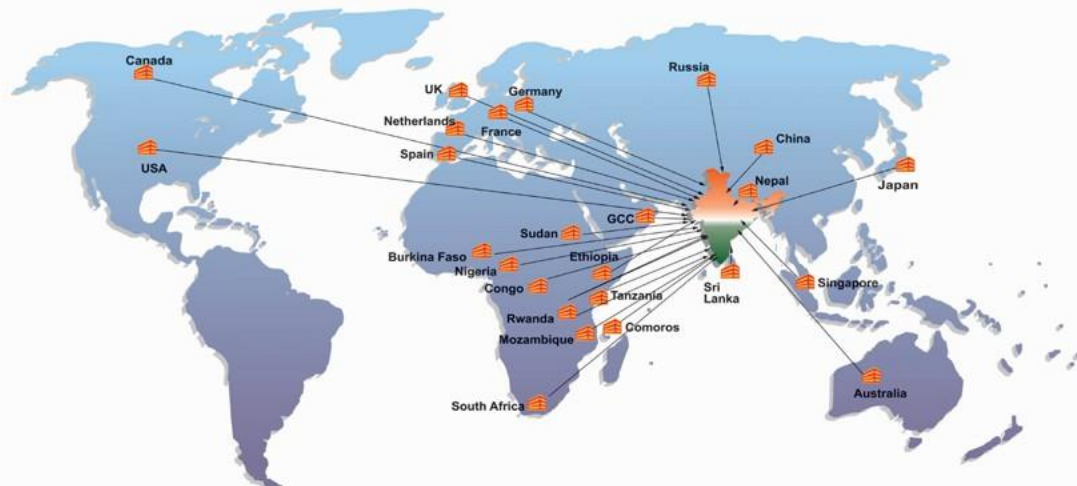 Canada
USA
UK
Germany
Netherlands
France
Spain
Russia
China
Nepal
Japan
GCC
Sudan
Burkina Faso
Nigeria
Ethiopia
Congo
Tanzania
Rwanda
Comoros
Mozambique
South Africa
Sri
Lanka
Singapore
Australia